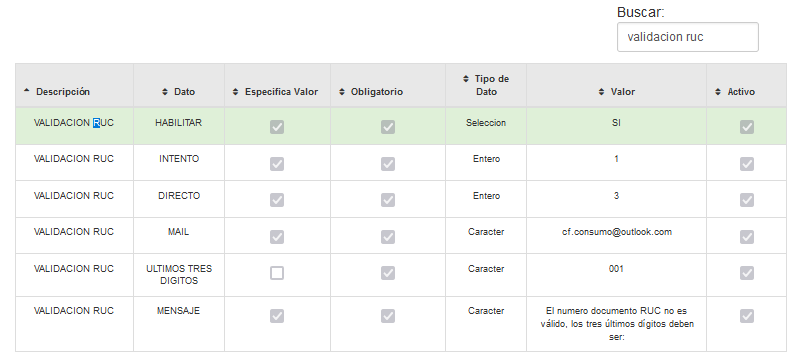 Buscar:
validacion ruc
Descripción Dato Especifica Valor Obligatorio Tipo de Dato Valor Activo
VALIDACION RUC HABILITAR Seleccion SI
VALIDACION RUC INTENTO Entero 1
VALIDACION RUC DIRECTO Entero 3
VALIDACION RUC MAIL Caracter cf.consumo@outlook.com
VALIDACION RUC ULTIMOS TRES DIGITOS Caracter 001
VALIDACION RUC MENSAJE Caracter El numero documento RUC no es
válido, los tres últimos dígitos deben
ser: